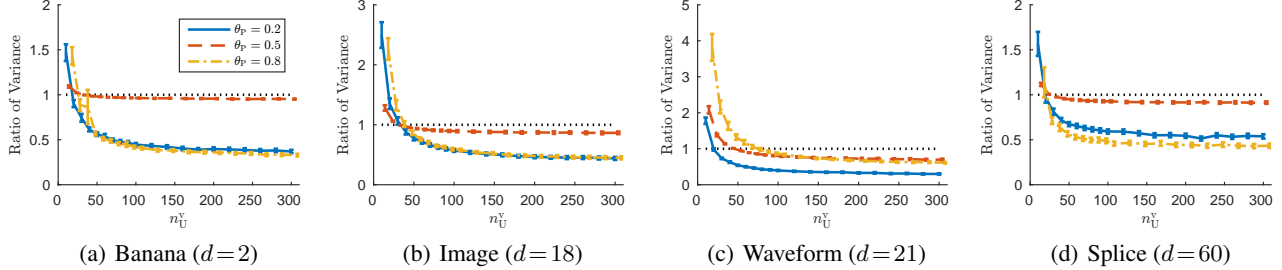 2
1.5
1
0.5
0
Ratio of Variance
θP = 0.2
θP = 0.5
θP = 0.8
0 50 100 150 200 250 300
n_U^v
(a) Banana (d=2)
3
2
1
0
Ratio of Variance
0 50 100 150 200 250 300
n_U^v
(b) Image (d=18)
5
4
3
2
1
0
Ratio of Variance
0 50 100 150 200 250 300
n_U^v
(c) Waveform (d=21)
2
1.5
1
0.5
0
Ratio of Variance
0 50 100 150 200 250 300
n_U^v
(d) Splice (d=60)